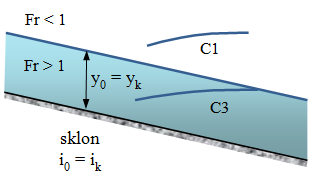 Fr < 1
C1
Fr > 1
y₀ = yₖ
C3
sklon
i₀ = iₖ